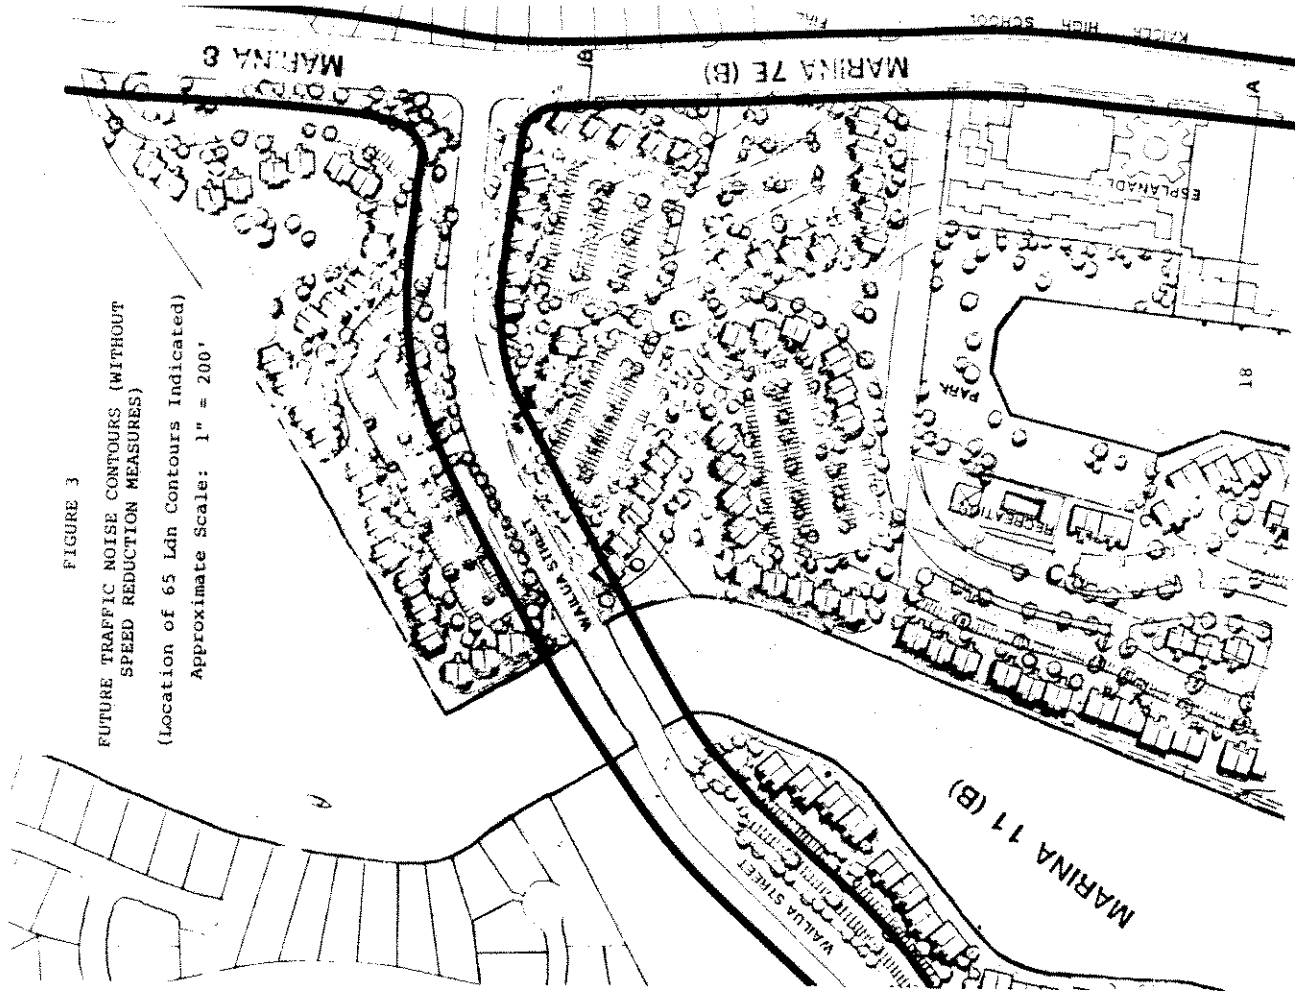 FIGURE 3
FUTURE TRAFFIC NOISE CONTOURS (WITHOUT
SPEED REDUCTION MEASURES)
(Location of 65 Ldn Contours Indicated)
Approximate Scale: 1" = 200'
MARINA 8
B
MARINA 7E (B)
FIRE
KAISER HIGH SCHOOL
A
ESPLANADE
PARK
18
RECREATION
WAILUA STREET
WAILUA STREET
MARINA 11 (B)